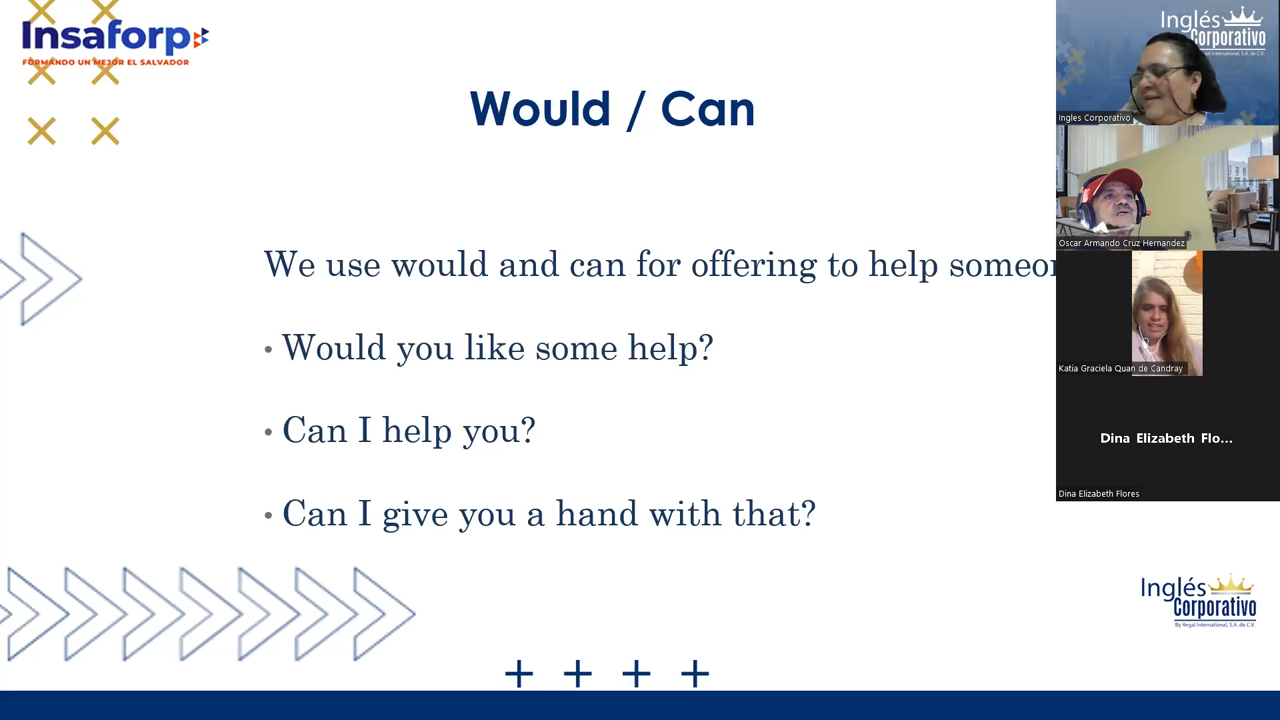 Insaforp
FORMANDO UN MEJOR EL SALVADOR
Would / Can
We use would and can for offering to help
• Would you like some help?
• Can I help you?
• Can I give you a hand with that?
Inglés
Corporativo
Ingles Corporativo
Oscar Armando Cruz Hernandez
Katia Graciela Quan de Candray
Dina Elizabeth Flo...
Dina Elizabeth Flores
Inglés
Corporativo
By Regal International, S.A. de C.V.